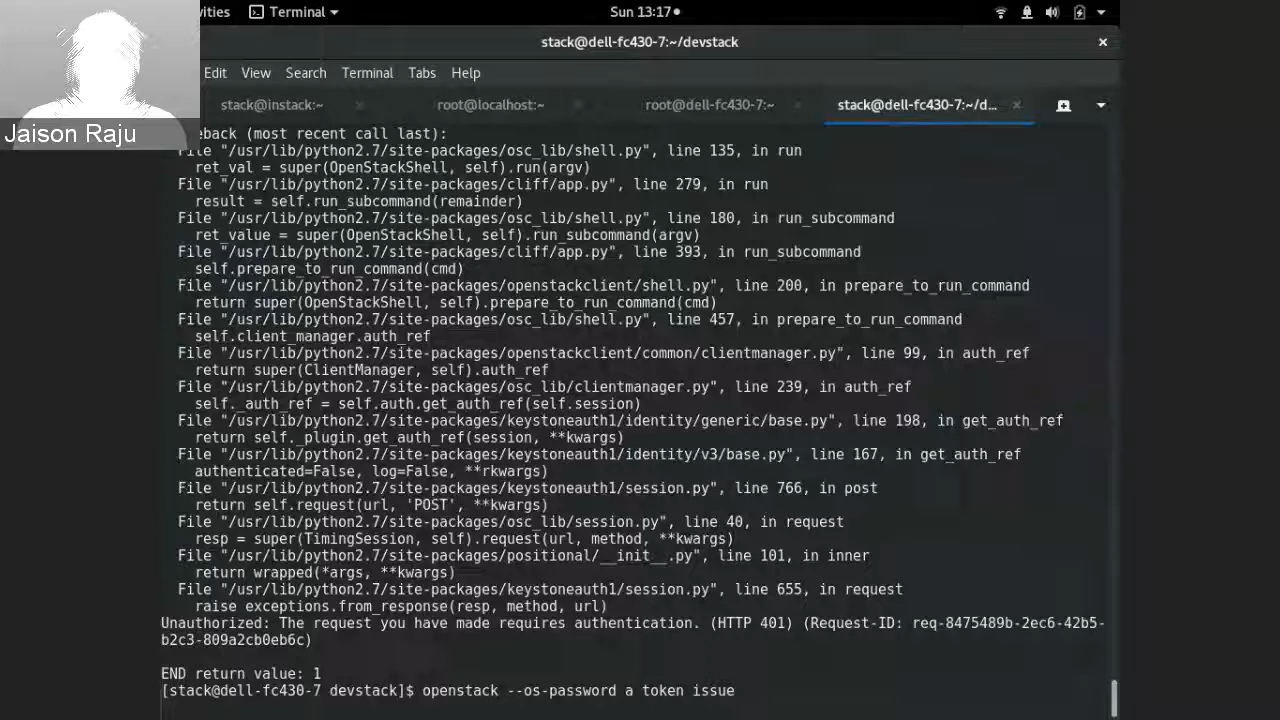 vities Terminal Sun 13:17
stack@dell-fc430-7:~/devstack
Edit View Search Terminal Tabs Help
stack@instack:~ root@localhost:~ root@dell-fc430-7:~ stack@dell-fc430-7:~/d...
Jaison Raju
eback (most recent call last):
File "/usr/lib/python2.7/site-packages/osc_lib/shell.py", line 135, in run
ret_val = super(OpenStackShell, self).run(argv)
File "/usr/lib/python2.7/site-packages/cliff/app.py", line 279, in run
result = self.run_subcommand(remainder)
File "/usr/lib/python2.7/site-packages/osc_lib/shell.py", line 180, in run_subcommand
ret_value = super(OpenStackShell, self).run_subcommand(argv)
File "/usr/lib/python2.7/site-packages/cliff/app.py", line 393, in run_subcommand
self.prepare_to_run_command(cmd)
File "/usr/lib/python2.7/site-packages/openstackclient/shell.py", line 200, in prepare_to_run_command
return super(OpenStackShell, self).prepare_to_run_command(cmd)
File "/usr/lib/python2.7/site-packages/osc_lib/shell.py", line 457, in prepare_to_run_command
self.client_manager.auth_ref
File "/usr/lib/python2.7/site-packages/openstackclient/common/clientmanager.py", line 99, in auth_ref
return super(ClientManager, self).auth_ref
File "/usr/lib/python2.7/site-packages/osc_lib/clientmanager.py", line 239, in auth_ref
self._auth_ref = self.auth.get_auth_ref(self.session)
File "/usr/lib/python2.7/site-packages/keystoneauth1/identity/generic/base.py", line 198, in get_auth_ref
return self._plugin.get_auth_ref(session, **kwargs)
File "/usr/lib/python2.7/site-packages/keystoneauth1/identity/v3/base.py", line 167, in get_auth_ref
authenticated=False, log=False, **rkwargs)
File "/usr/lib/python2.7/site-packages/keystoneauth1/session.py", line 766, in post
return self.request(url, 'POST', **kwargs)
File "/usr/lib/python2.7/site-packages/osc_lib/session.py", line 40, in request
resp = super(TimingSession, self).request(url, method, **kwargs)
File "/usr/lib/python2.7/site-packages/positional/__init__.py", line 101, in inner
return wrapped(*args, **kwargs)
File "/usr/lib/python2.7/site-packages/keystoneauth1/session.py", line 655, in request
raise exceptions.from_response(resp, method, url)
Unauthorized: The request you have made requires authentication. (HTTP 401) (Request-ID: req-8475489b-2ec6-42b5-
b2c3-809a2cb0eb6c)
END return value: 1
[stack@dell-fc430-7 devstack]$ openstack --os-password a token issue